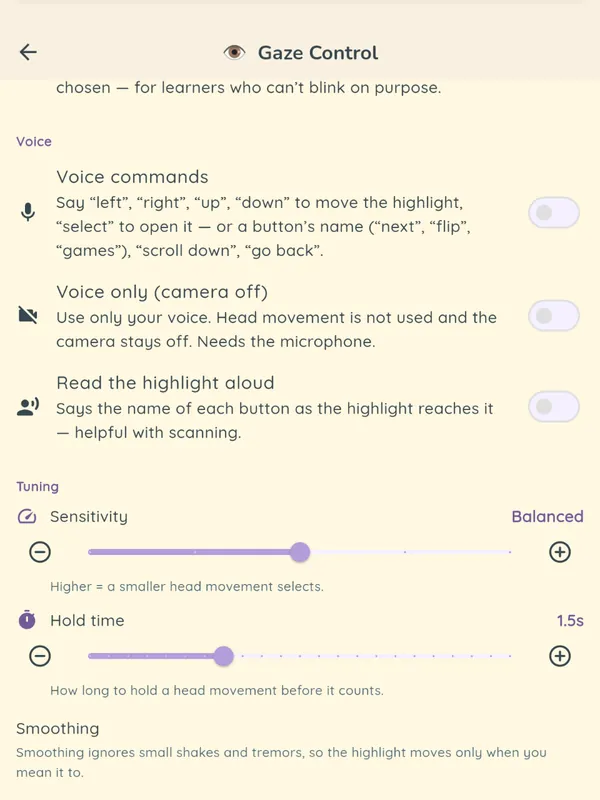 Gaze Control
chosen — for learners who can't blink on purpose.
Voice
Voice commands
Say “left”, “right”, “up”, “down” to move the highlight,
“select” to open it — or a button's name (“next”, “flip”,
“games”), “scroll down”, “go back”.
Voice only (camera off)
Use only your voice. Head movement is not used and the
camera stays off. Needs the microphone.
Read the highlight aloud
Says the name of each button as the highlight reaches it
— helpful with scanning.
Tuning
Sensitivity Balanced
Higher = a smaller head movement selects.
Hold time 1.5s
How long to hold a head movement before it counts.
Smoothing
Smoothing ignores small shakes and tremors, so the highlight moves only when you
mean it to.